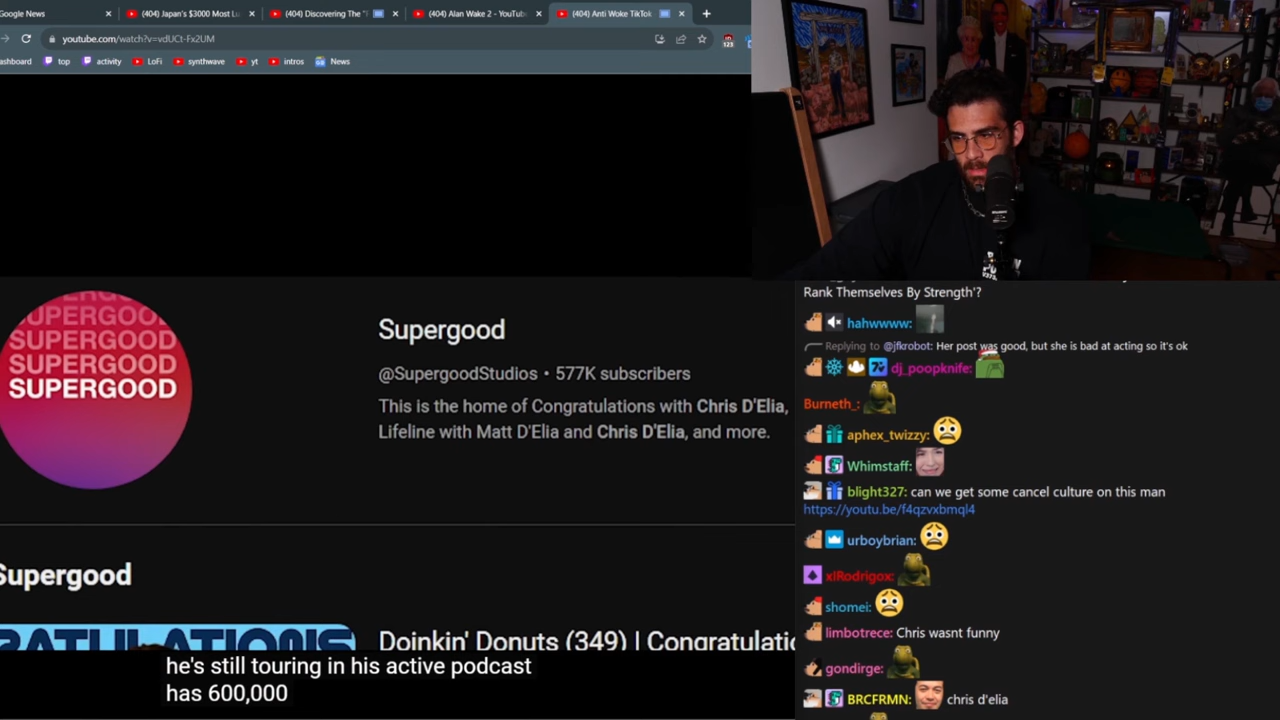 Google News
(404) Japan's $3000 Most Lu
(404) Discovering The "
(404) Alan Wake 2 - YouTube
(404) Anti Woke TikTok
youtube.com/watch?v=vdUCt-Fx2UM
123
ashboard
top
activity
LoFi
synthwave
yt
intros
News
SUPERGOOD
SUPERGOOD
SUPERGOOD
SUPERGOOD
SUPERGOOD
Supergood
@SupergoodStudios • 577K subscribers
This is the home of Congratulations with Chris D'Elia,
Lifeline with Matt D'Elia and Chris D'Elia, and more.
Supergood
RATULATIONS
Doinkin' Donuts (349) | Congratulatio
he's still touring in his active podcast
has 600,000
Rank Themselves By Strength'?
hahwwww:
Replying to @jfkrobot: Her post was good, but she is bad at acting so it's ok
dj_poopknife:
Burneth_:
aphex_twizzy:
Whimstaff:
blight327: can we get some cancel culture on this man
https://youtu.be/f4qzvxbmql4
urboybrian:
xlRodrigox:
shomei:
limbotrece: Chris wasnt funny
gondirge:
BRCFRMN: chris d'elia